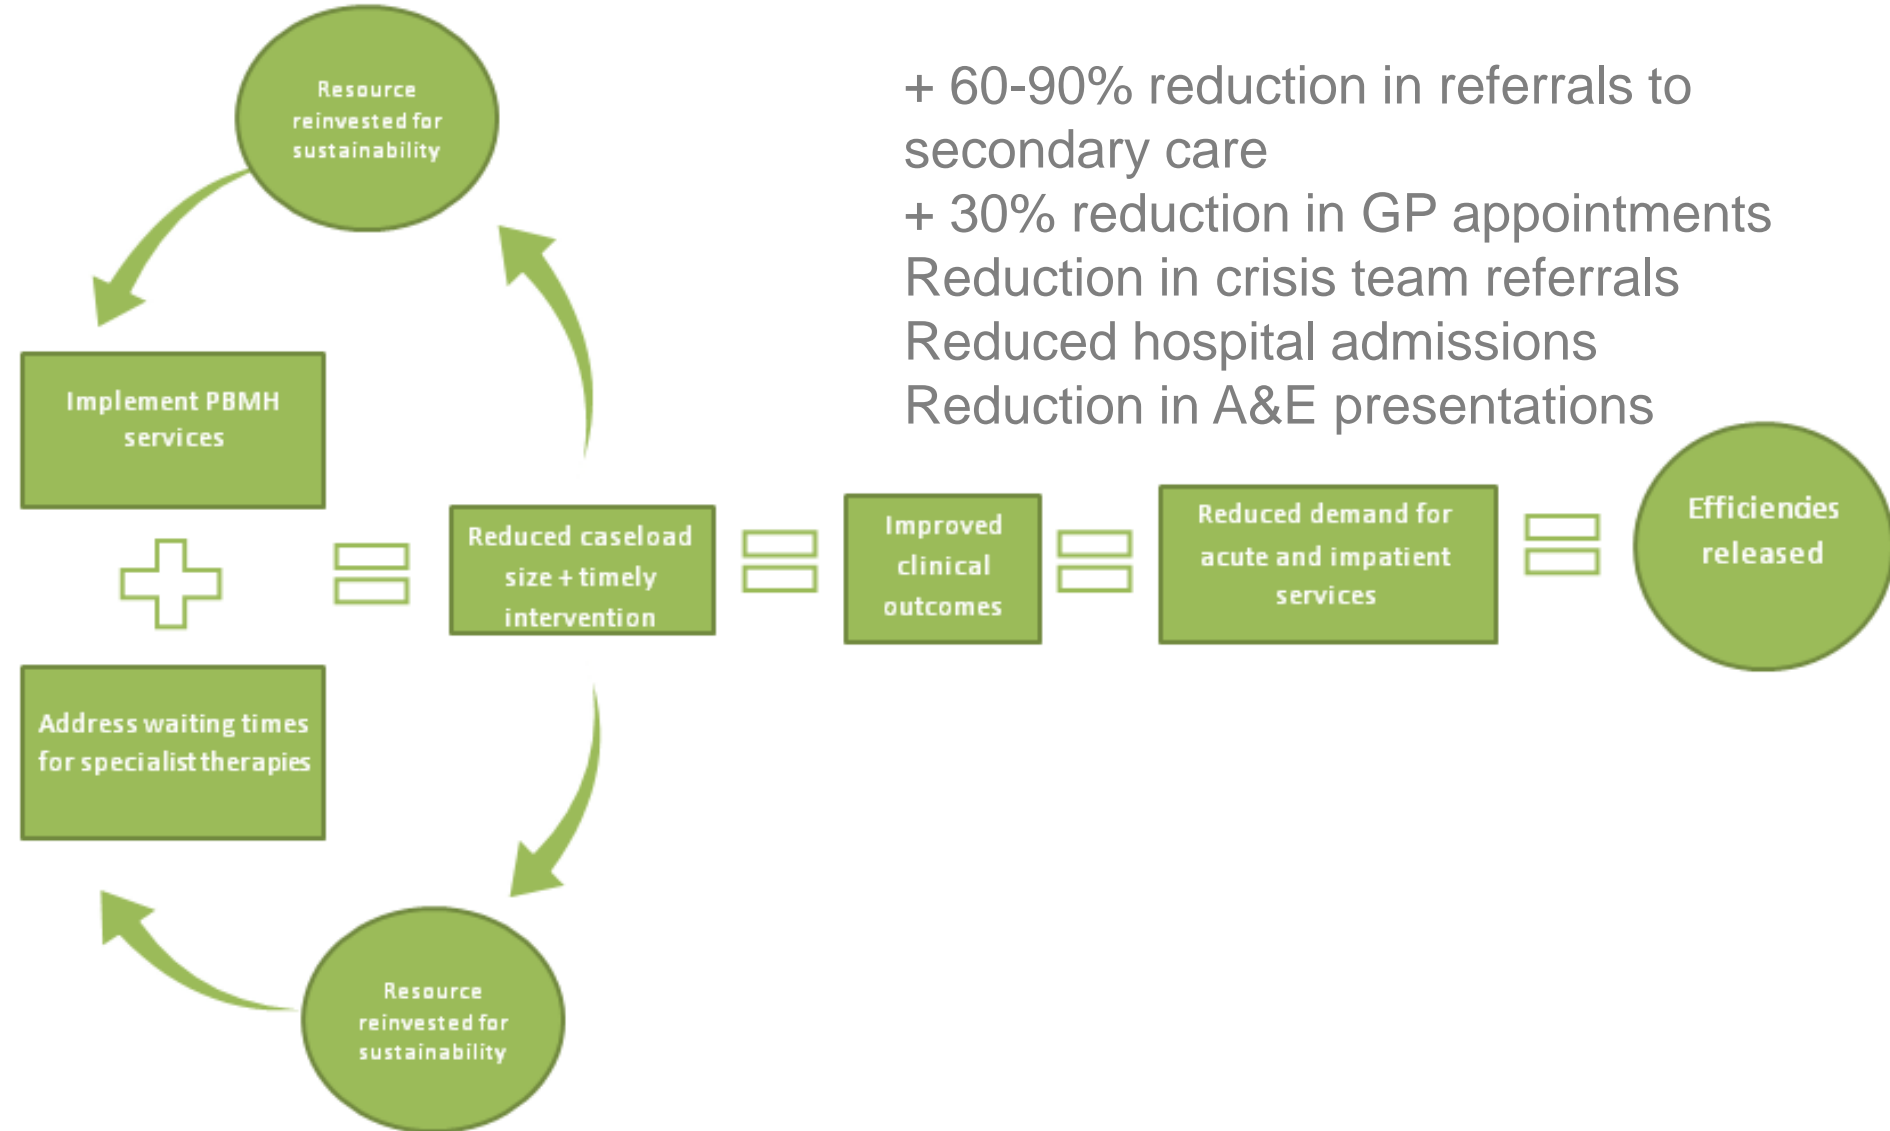 Resource
reinvested for
sustainability
+ 60-90% reduction in referrals to
secondary care
+ 30% reduction in GP appointments
Reduction in crisis team referrals
Reduced hospital admissions
Reduction in A&E presentations
Implement PBMH
services
Address waiting times
for specialist therapies
Reduced caseload
size + timely
intervention
Improved
clinical
outcomes
Reduced demand for
acute and impatient
services
Efficiencies
released
Resource
reinvested for
sustainability